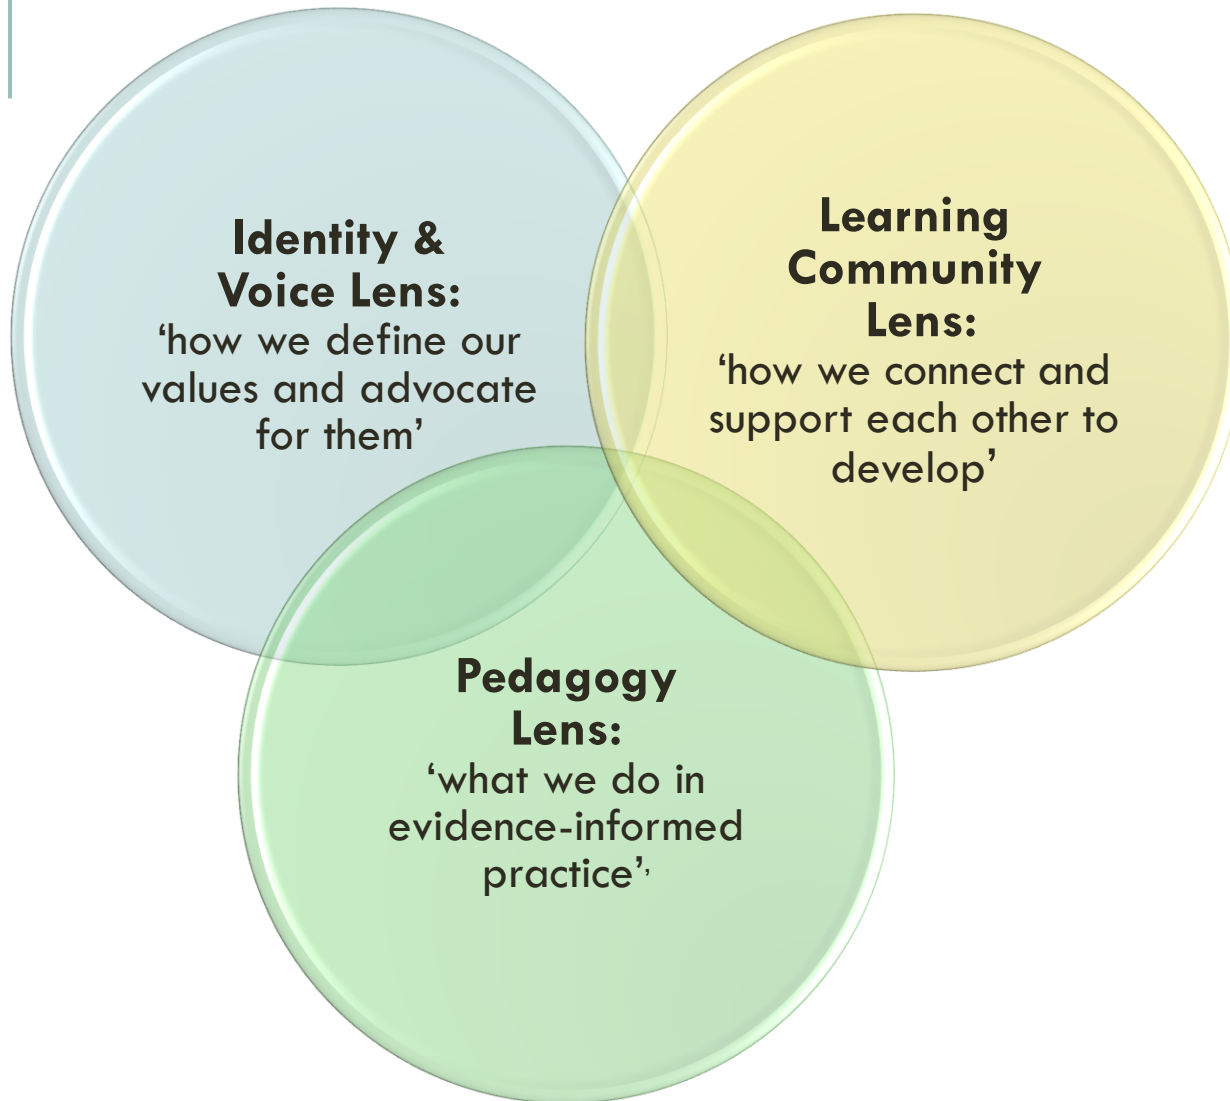 Identity &
Voice Lens:
‘how we define our
values and advocate
for them’
Learning
Community
Lens:
‘how we connect and
support each other to
develop’
Pedagogy
Lens:
‘what we do in
evidence-informed
practice’,